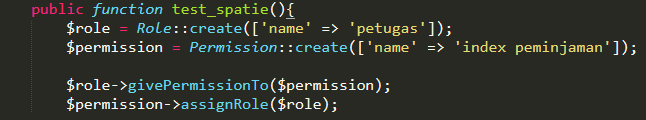 public function test_spatie(){
$role = Role::create(['name' => 'petugas']);
$permission = Permission::create(['name' => 'index peminjaman']);
$role->givePermissionTo($permission);
$permission->assignRole($role);